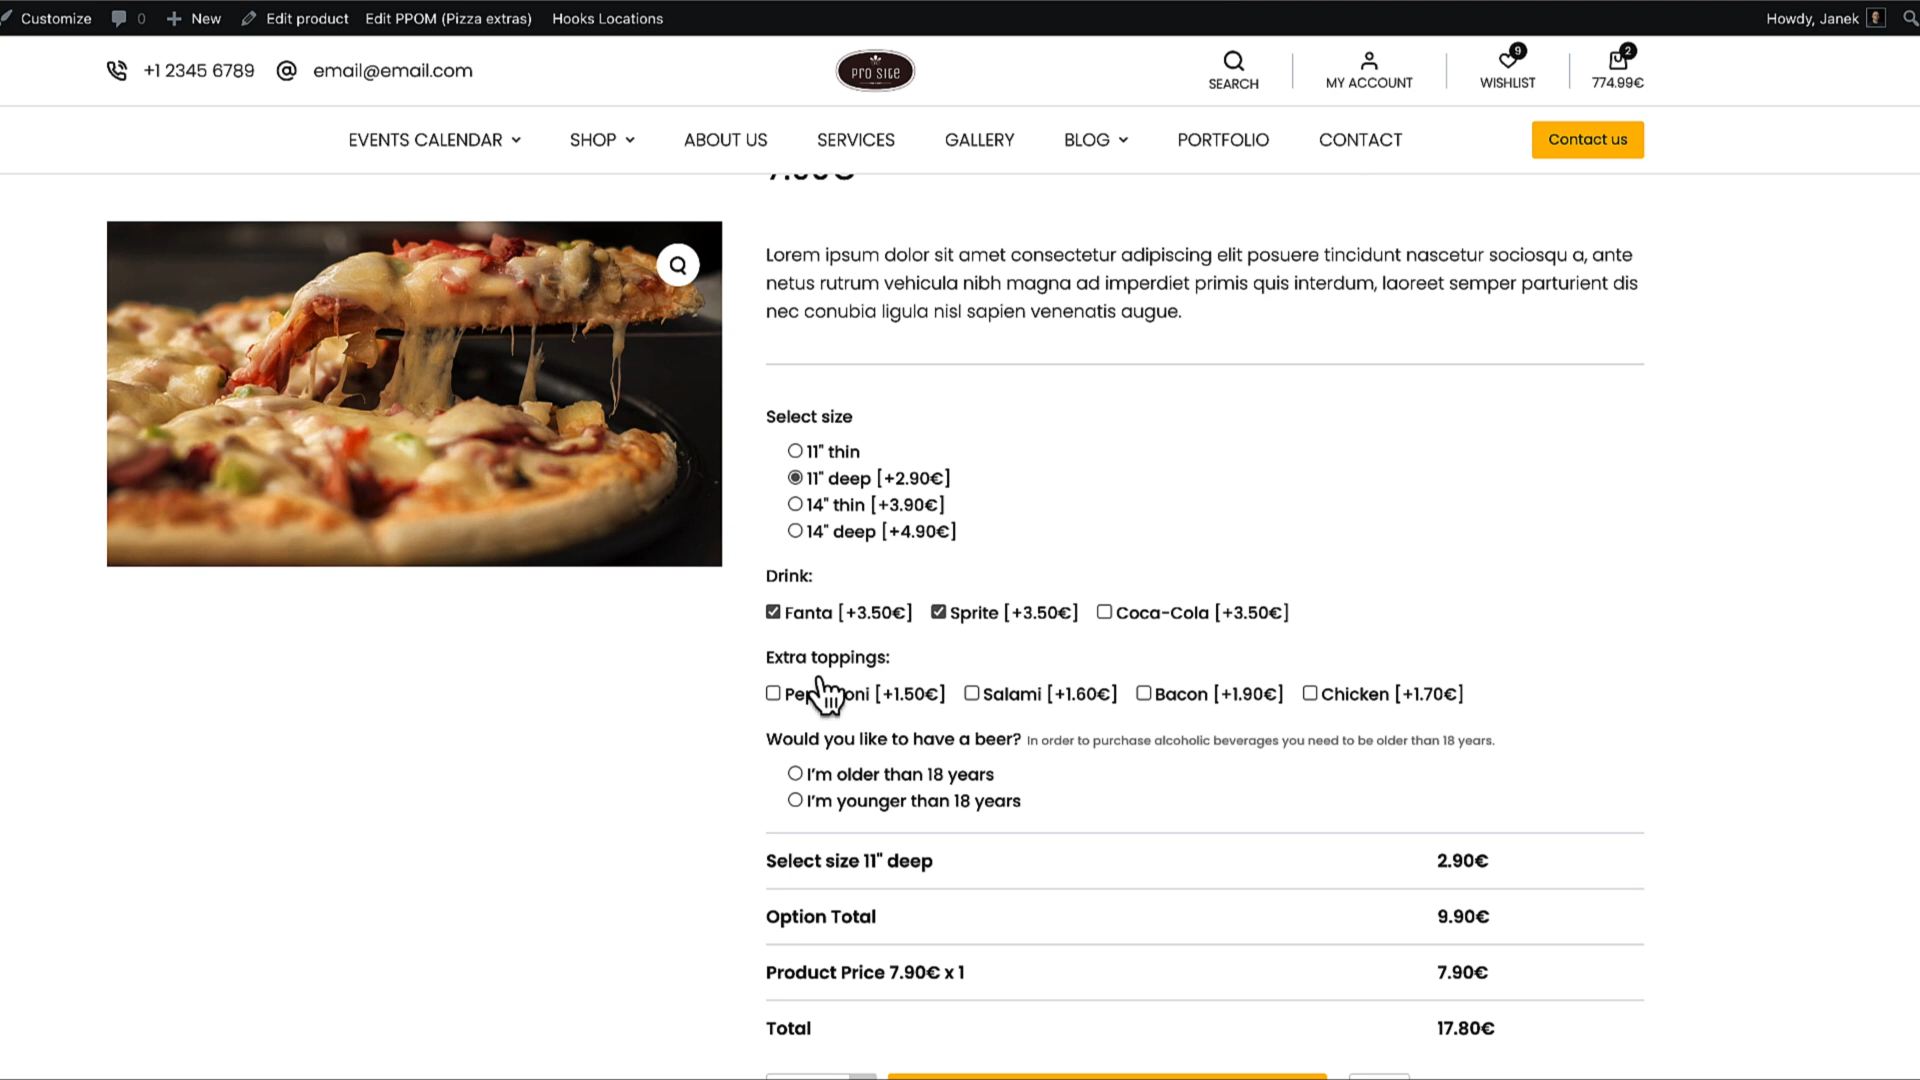 Customize 0 New Edit product Edit PPOM (Pizza extras) Hooks Locations Howdy, Janek
+1 2345 6789 email@email.com PRO SITE SEARCH MY ACCOUNT 9 WISHLIST 2 774.99€
EVENTS CALENDAR SHOP ABOUT US SERVICES GALLERY BLOG PORTFOLIO CONTACT Contact us
Lorem ipsum dolor sit amet consectetur adipiscing elit posuere tincidunt nascetur sociosqu a, ante
netus rutrum vehicula nibh magna ad imperdiet primis quis interdum, laoreet semper parturient dis
nec conubia ligula nisl sapien venenatis augue.
Select size
11" thin
11" deep [+2.90€]
14" thin [+3.90€]
14" deep [+4.90€]
Drink:
Fanta [+3.50€] Sprite [+3.50€] Coca-Cola [+3.50€]
Extra toppings:
[+1.50€] Salami [+1.60€] Bacon [+1.90€] Chicken [+1.70€]
Would you like to have a beer? In order to purchase alcoholic beverages you need to be older than 18 years.
I'm older than 18 years
I'm younger than 18 years
Select size 11" deep 2.90€
Option Total 9.90€
Product Price 7.90€ x 1 7.90€
Total 17.80€